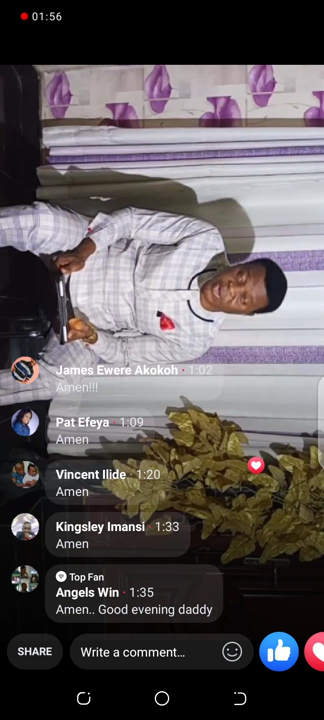 01:56
James Ewere Akokoh · 1:02
Amen!!!
Pat Efeya · 1:09
Amen
Vincent Ilide · 1:20
Amen
Kingsley Imansi · 1:33
Amen
Top Fan
Angels Win · 1:35
Amen.. Good evening daddy
SHARE
Write a comment...